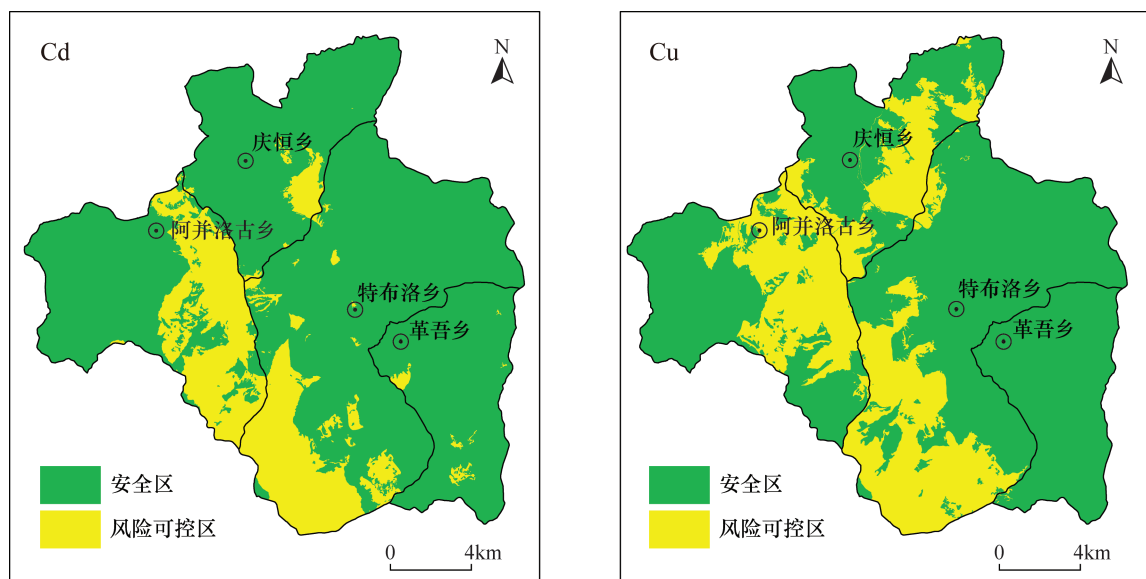 Cd
N
庆恒乡
阿并洛古乡
特布洛乡
革吾乡
安全区
风险可控区
0 4km
Cu
N
庆恒乡
阿并洛古乡
特布洛乡
革吾乡
安全区
风险可控区
0 4km